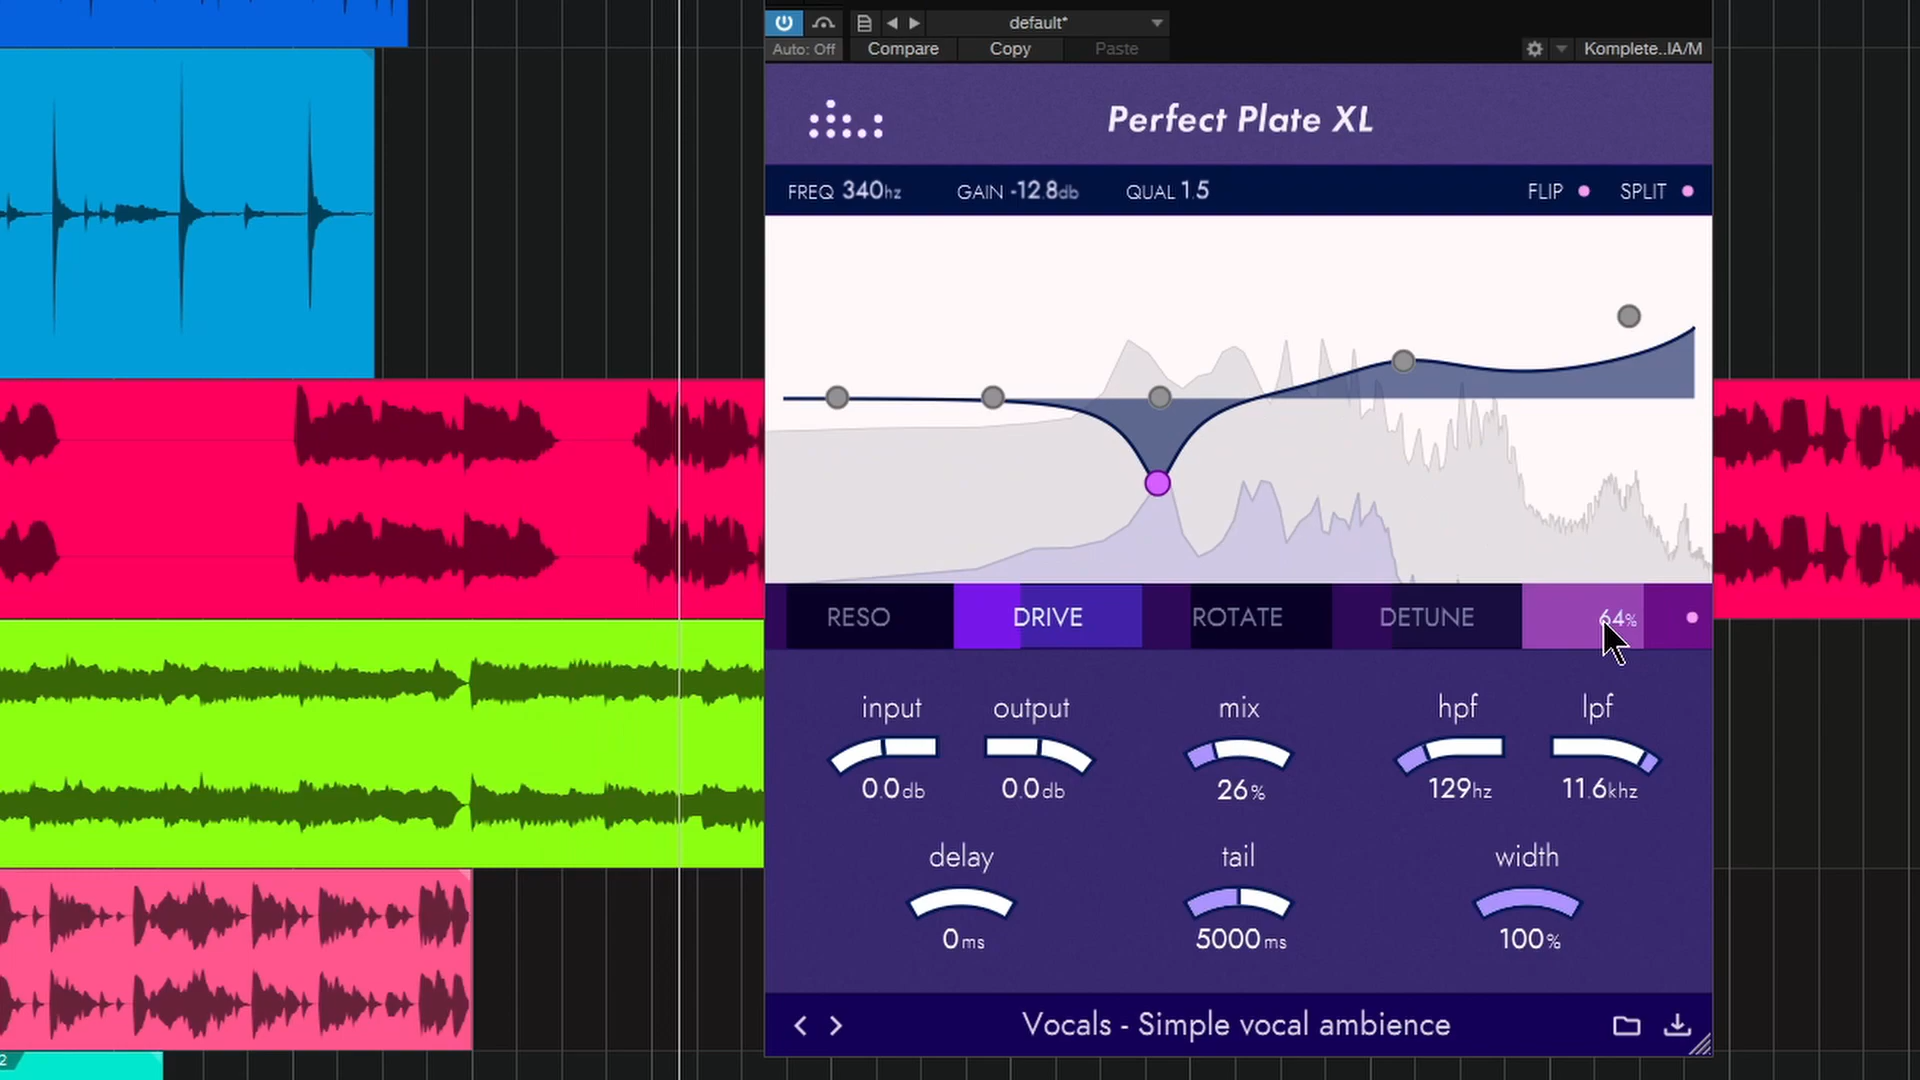 default*
Auto: Off Compare Copy Paste Komplete..IA/M
Perfect Plate XL
FREQ 340hz GAIN -12.8db QUAL 1.5 FLIP SPLIT
RESO DRIVE ROTATE DETUNE 64%
input output mix hpf lpf
0.0db 0.0db 26% 129hz 11.6khz
delay tail width
0ms 5000ms 100%
Vocals - Simple vocal ambience
2